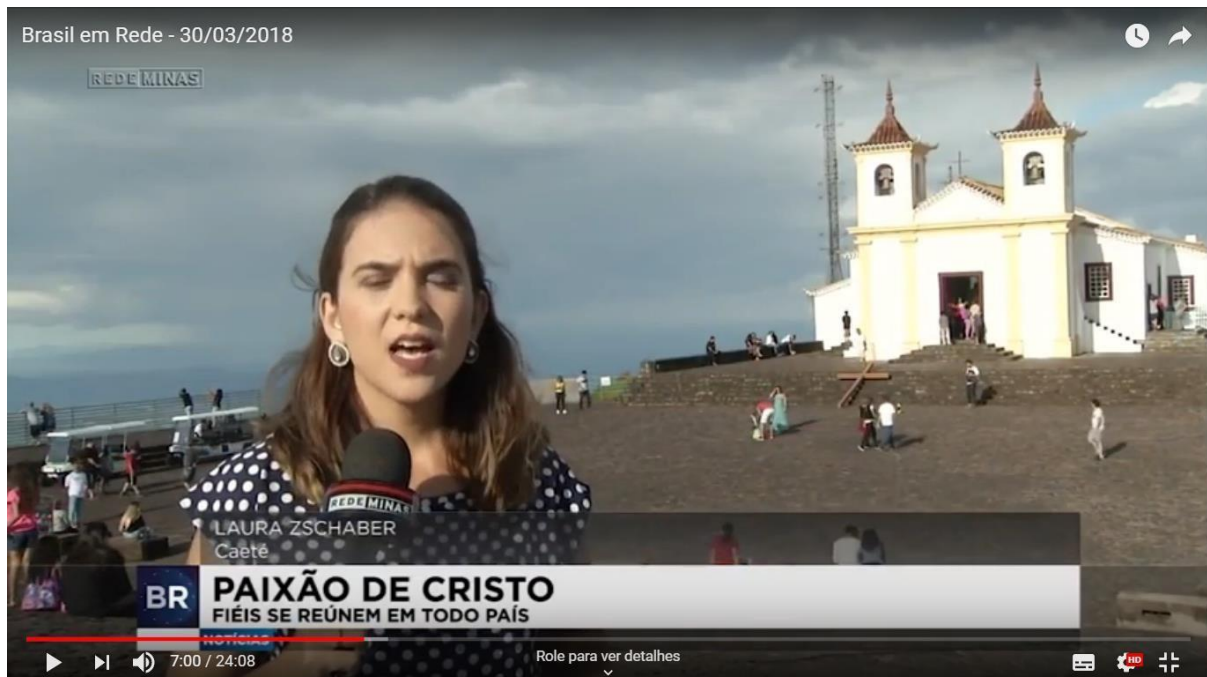 Brasil em Rede - 30/03/2018
REDE MINAS
REDE MINAS
LAURA ZSCHABER
Caeté
BR
PAIXÃO DE CRISTO
FIÉIS SE REÚNEM EM TODO PAÍS
NOTÍCIAS
7:00 / 24:08
Role para ver detalhes
HD